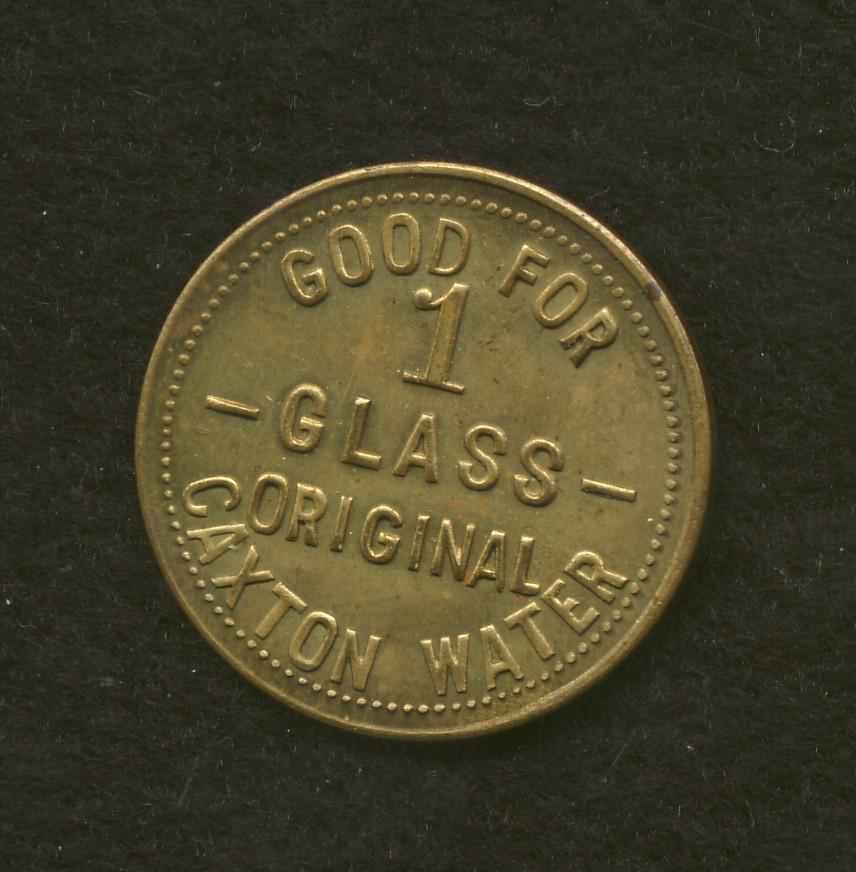 GOOD FOR
1
— GLASS —
ORIGINAL
CAXTON WATER